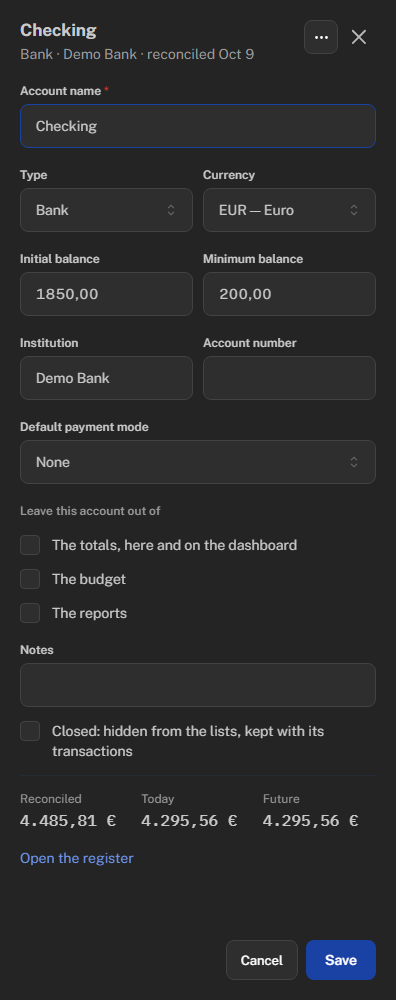 Checking
Bank · Demo Bank · reconciled Oct 9
Account name *
Checking
Type
Currency
Bank
EUR — Euro
Initial balance
Minimum balance
1850,00
200,00
Institution
Account number
Demo Bank
Default payment mode
None
Leave this account out of
The totals, here and on the dashboard
The budget
The reports
Notes
Closed: hidden from the lists, kept with its
transactions
Reconciled
Today
Future
4.485,81 €
4.295,56 €
4.295,56 €
Open the register
Cancel
Save